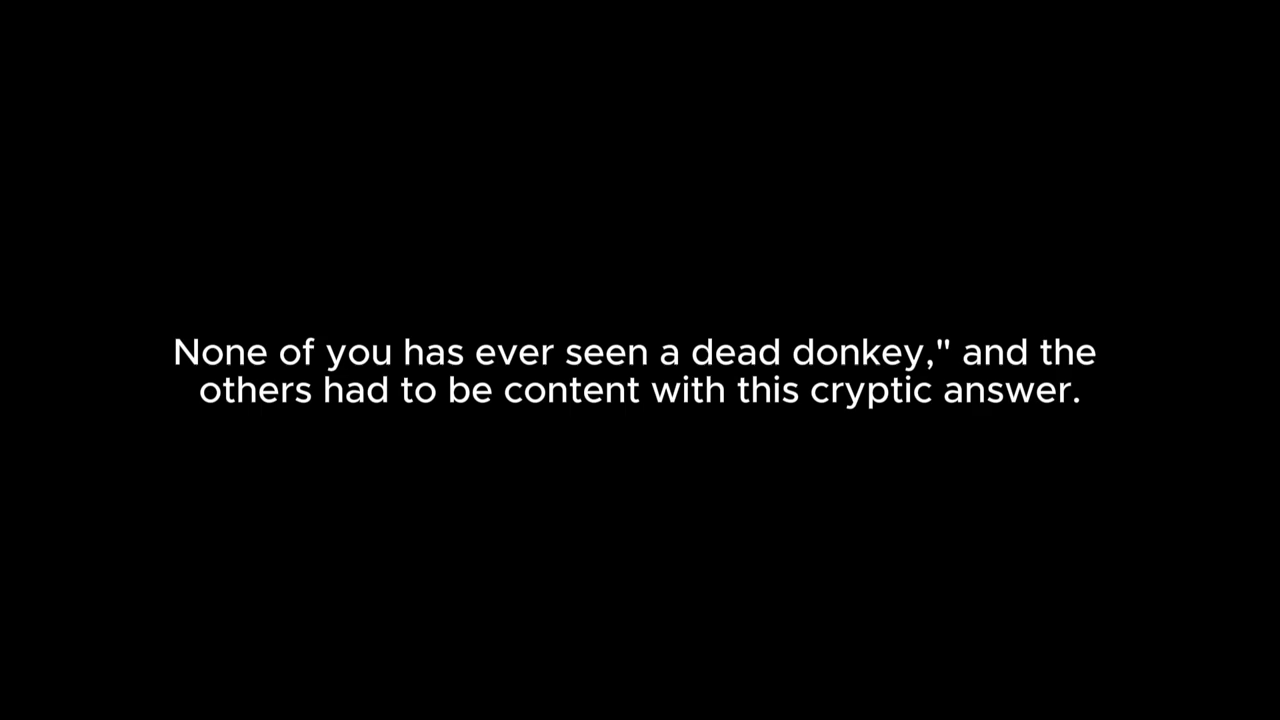 None of you has ever seen a dead donkey," and the
others had to be content with this cryptic answer.